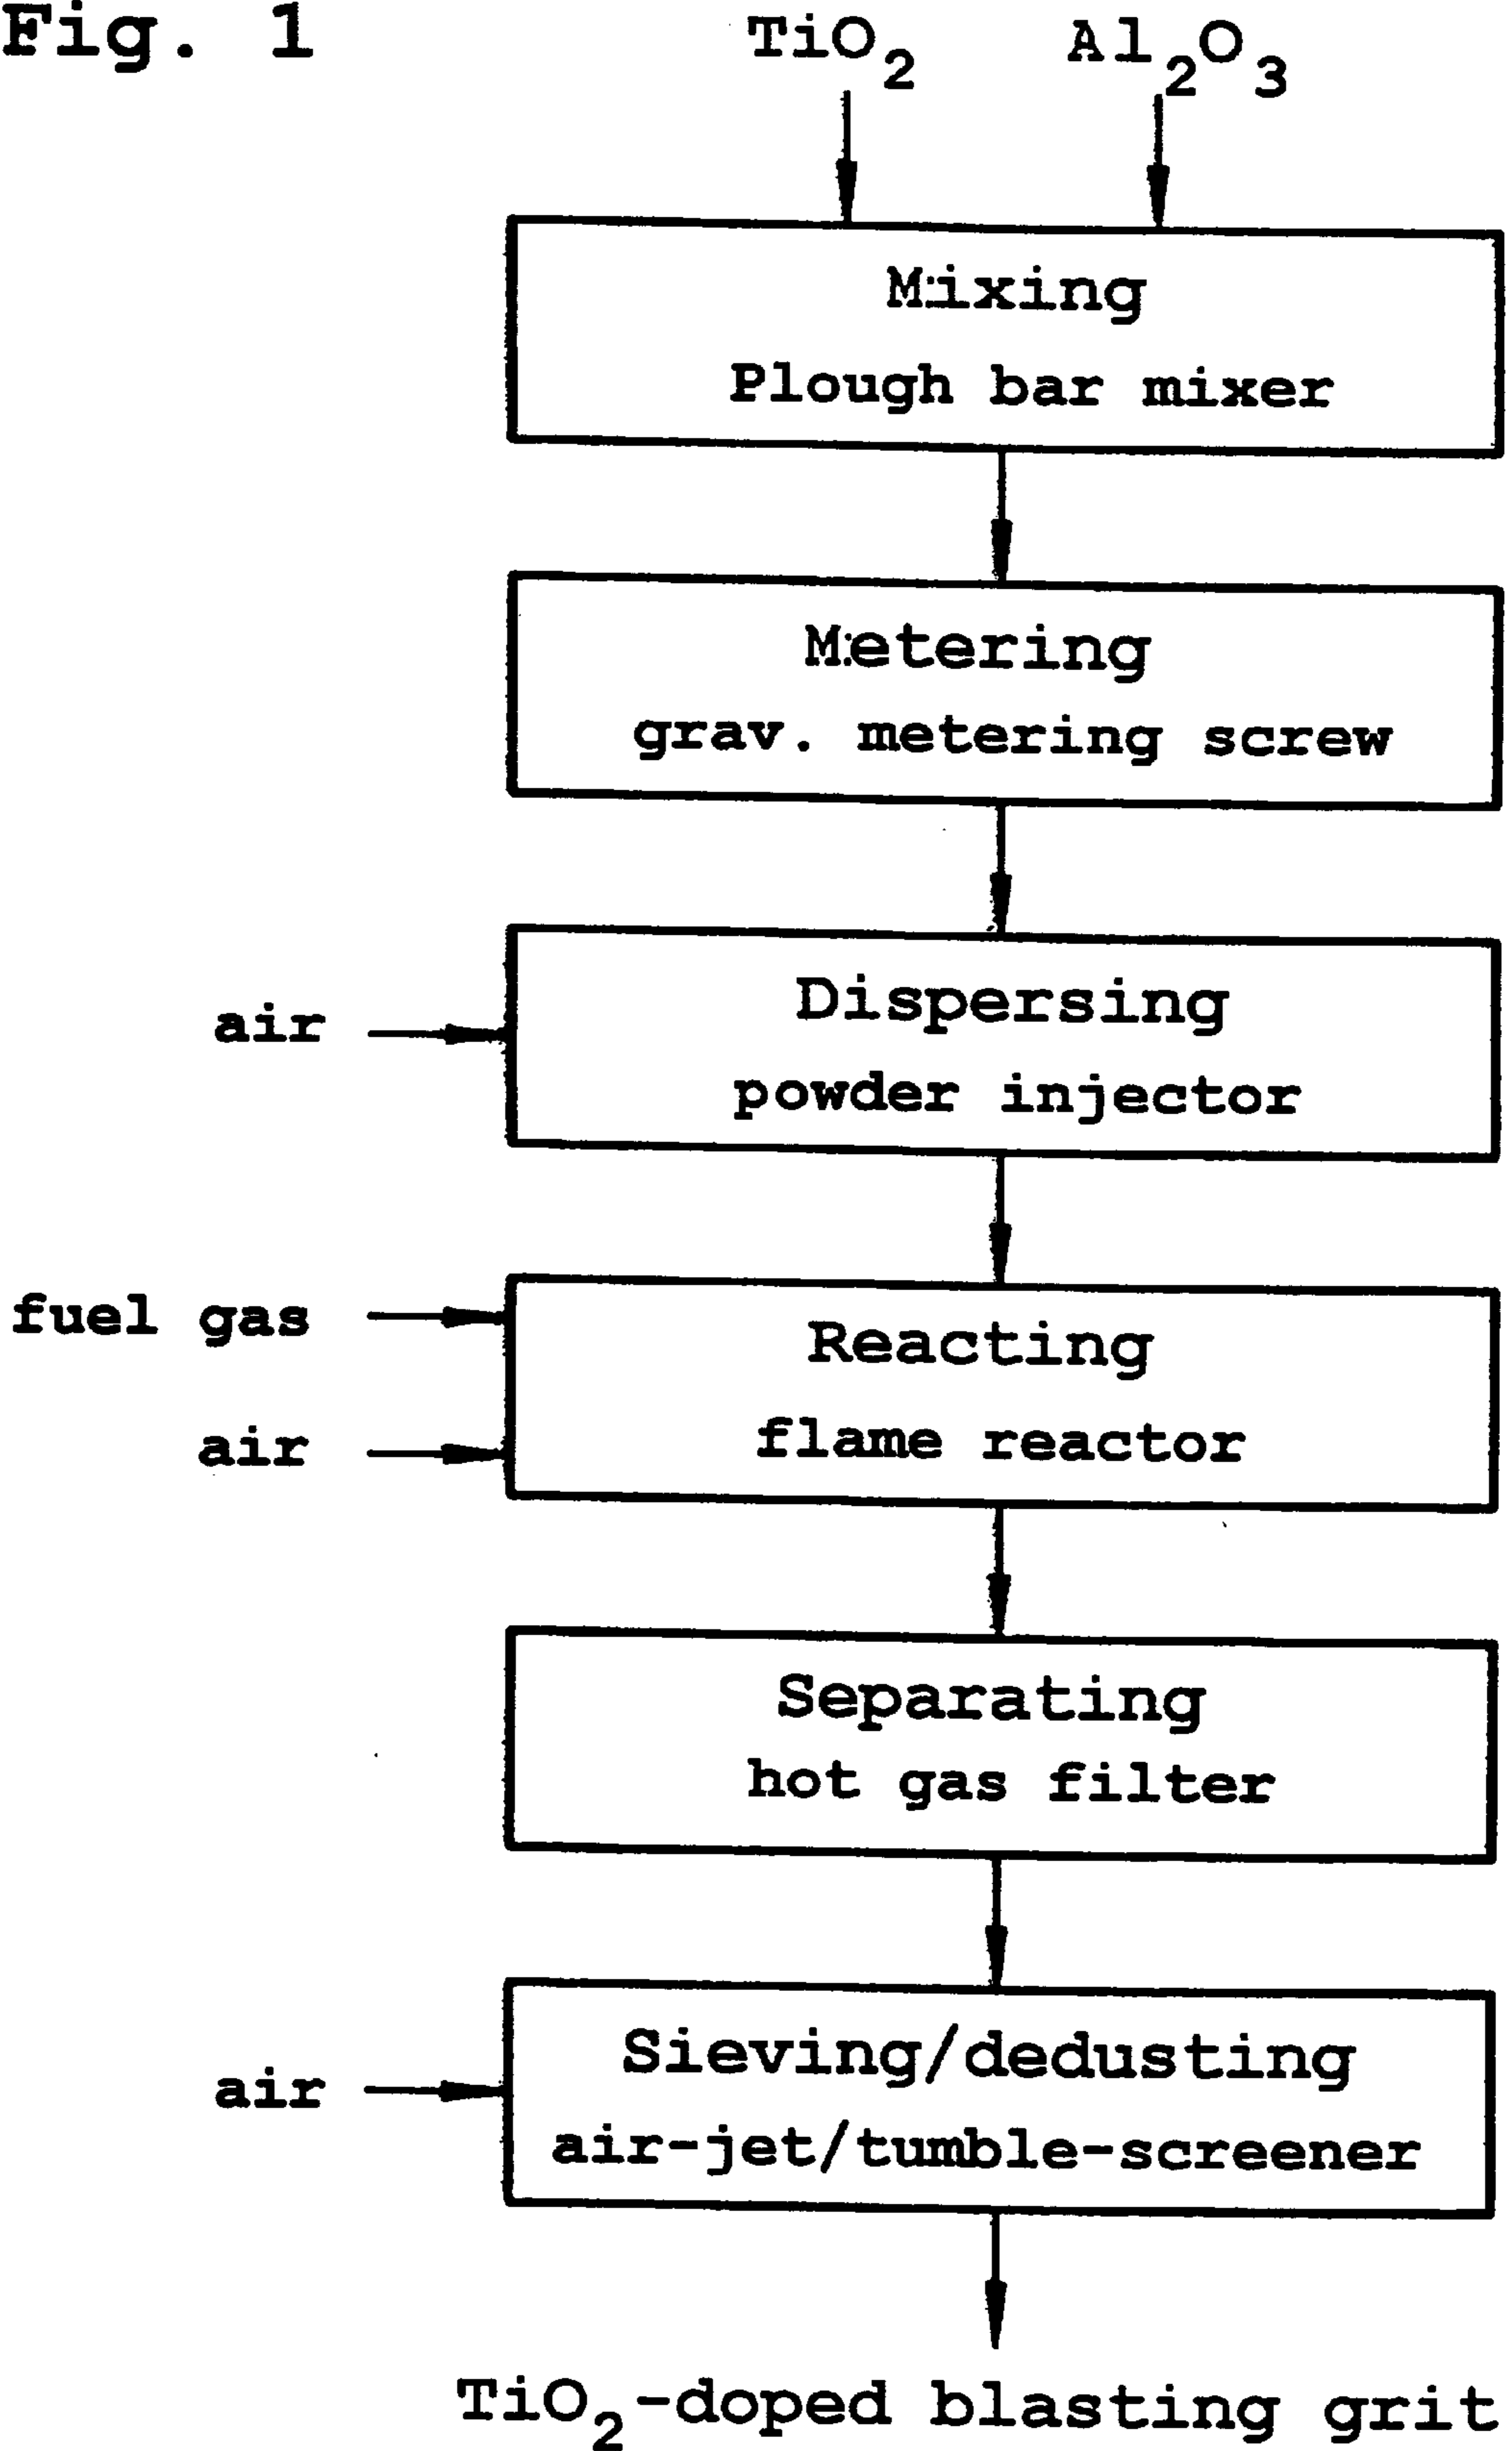 Fig. 1
TiO2 Al2O3
Mixing
Plough bar mixer
Metering
grav. metering screw
Dispersing
air
powder injector
fuel gas
Reacting
air
flame reactor
Separating
hot gas filter
Sieving/dedusting
air
air-jet/tumble-screener
TiO2-doped blasting grit